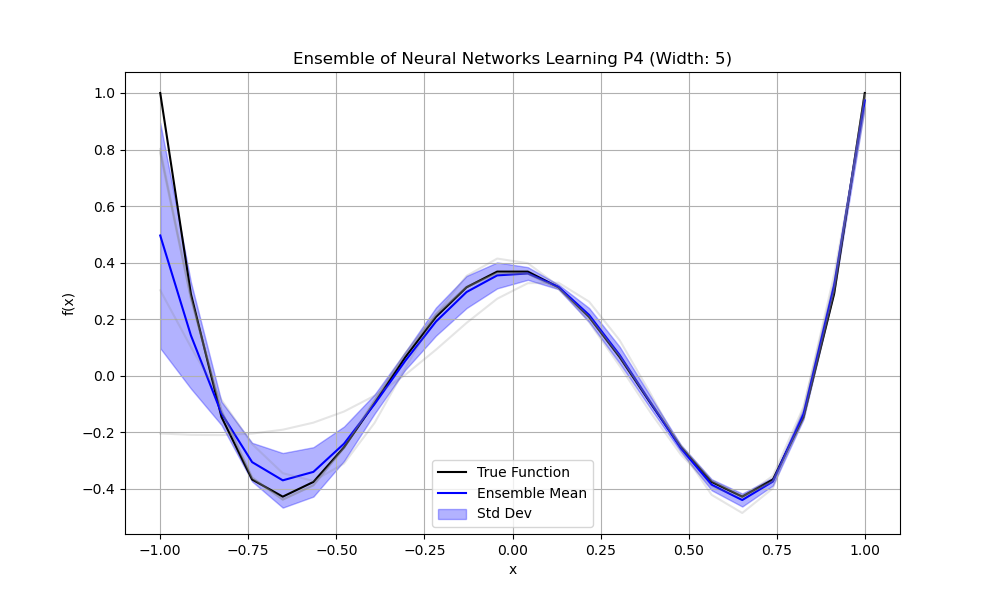 Ensemble of Neural Networks Learning P4 (Width: 5)
f(x)
1.0
0.8
0.6
0.4
0.2
0.0
−0.2
−0.4
True Function
Ensemble Mean
Std Dev
−1.00 −0.75 −0.50 −0.25 0.00 0.25 0.50 0.75 1.00
x